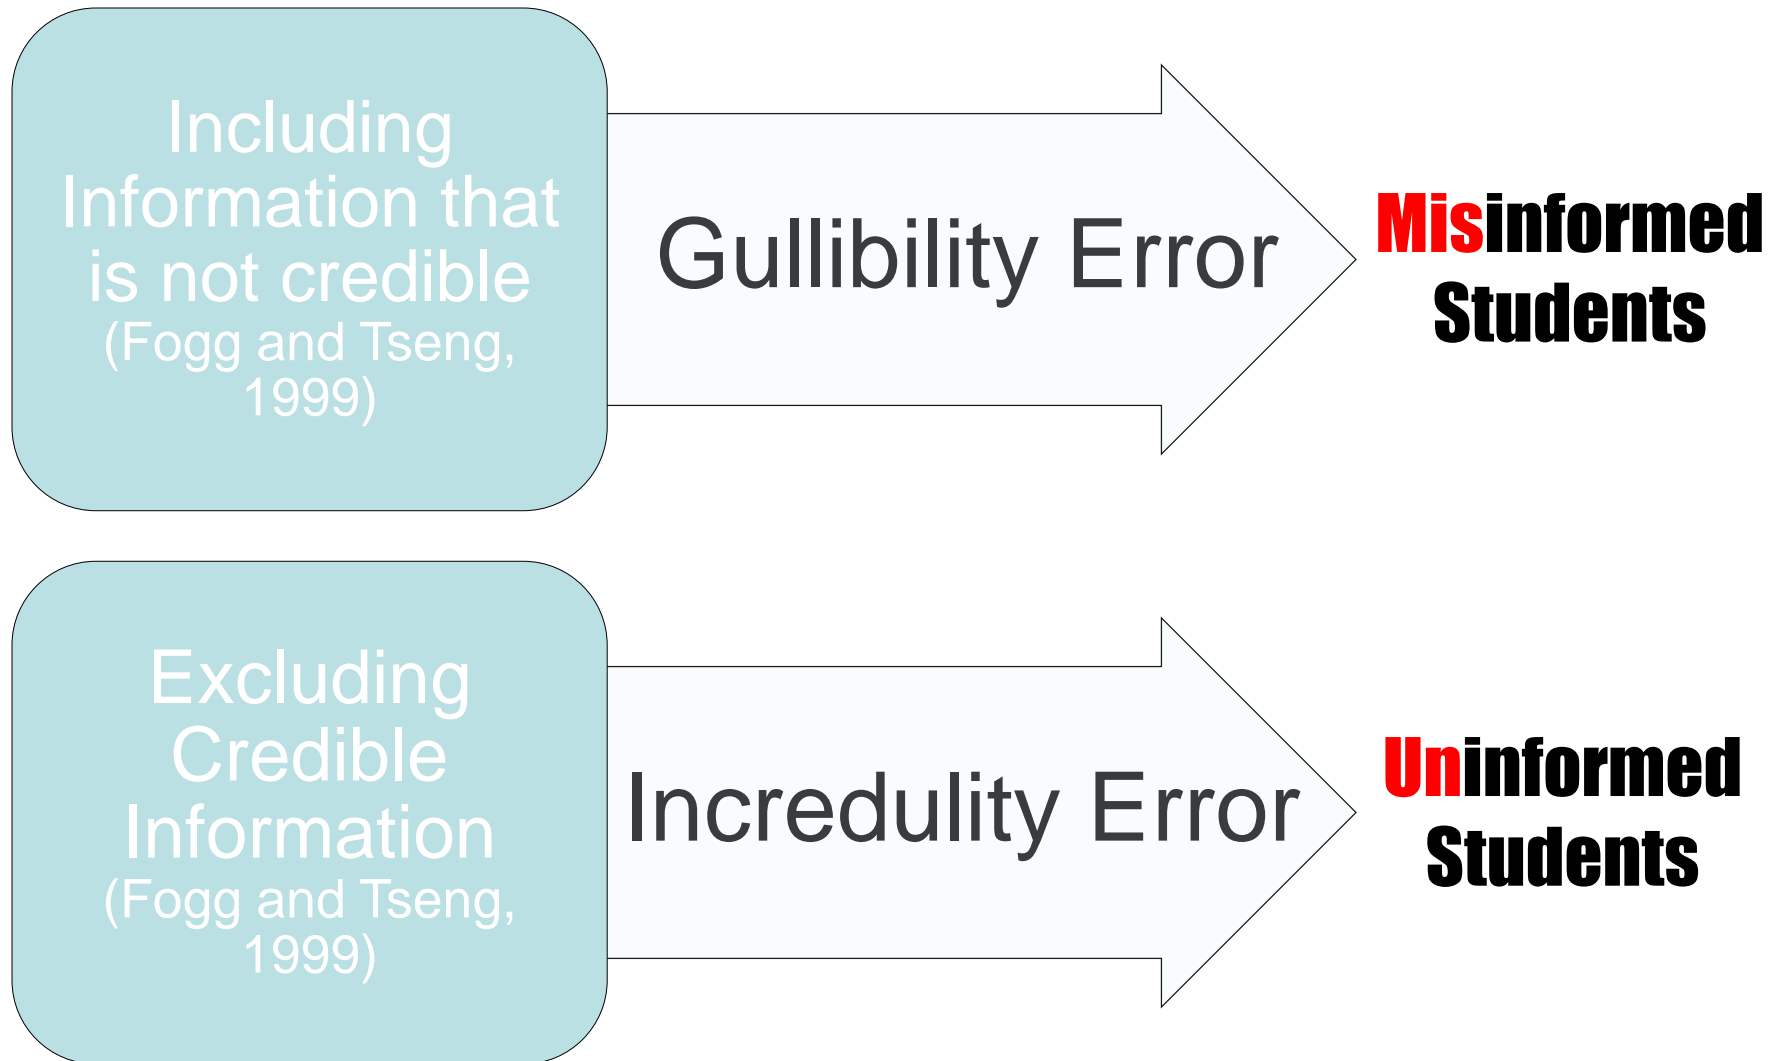 Including
Information that
is not credible
(Fogg and Tseng,
1999)
Gullibility Error
Misinformed
Students
Excluding
Credible
Information
(Fogg and Tseng,
1999)
Incredulity Error
Uninformed
Students